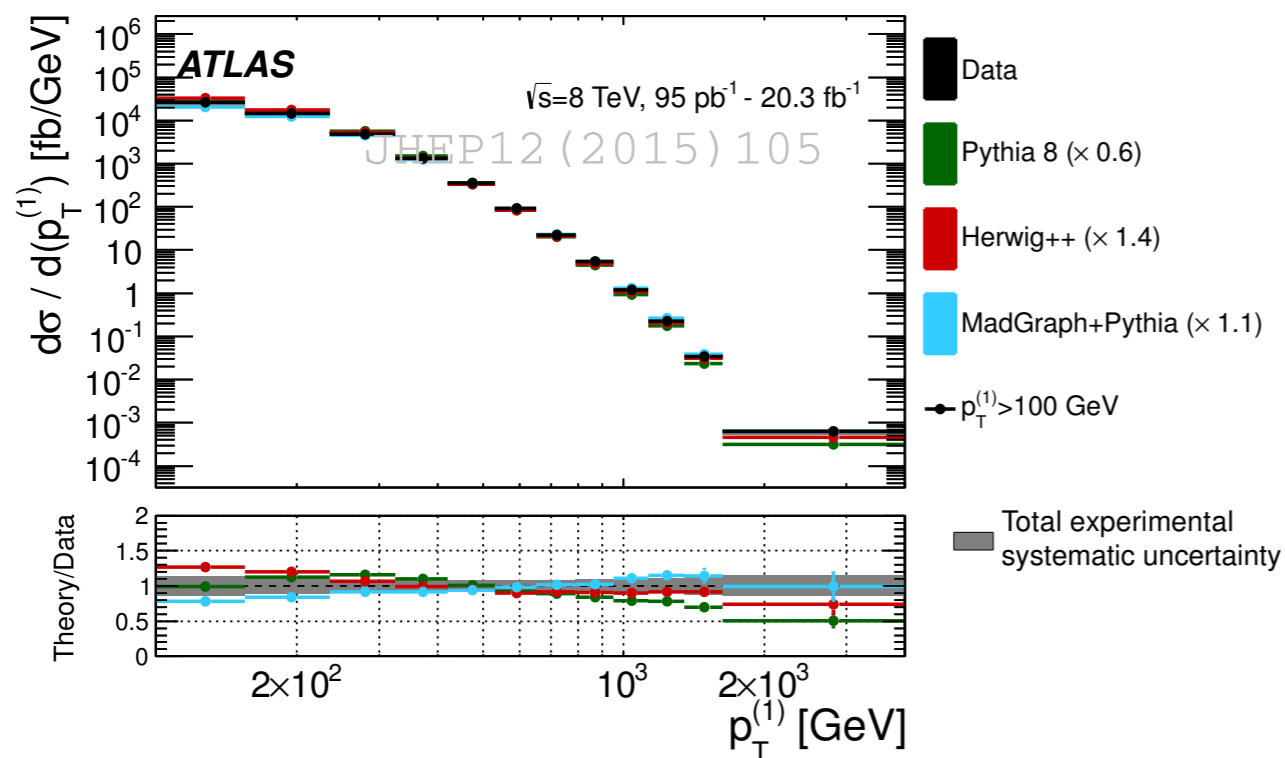 ATLAS
√s=8 TeV, 95 pb⁻¹ - 20.3 fb⁻¹
JHEP12(2015)105
dσ / d(p_T^(1)) [fb/GeV]
10⁶
10⁵
10⁴
10³
10²
10
1
10⁻¹
10⁻²
10⁻³
10⁻⁴
Data
Pythia 8 (× 0.6)
Herwig++ (× 1.4)
MadGraph+Pythia (× 1.1)
p_T^(1)>100 GeV
Theory/Data
2
1.5
1
0.5
0
Total experimental
systematic uncertainty
2×10²
10³
2×10³
p_T^(1) [GeV]